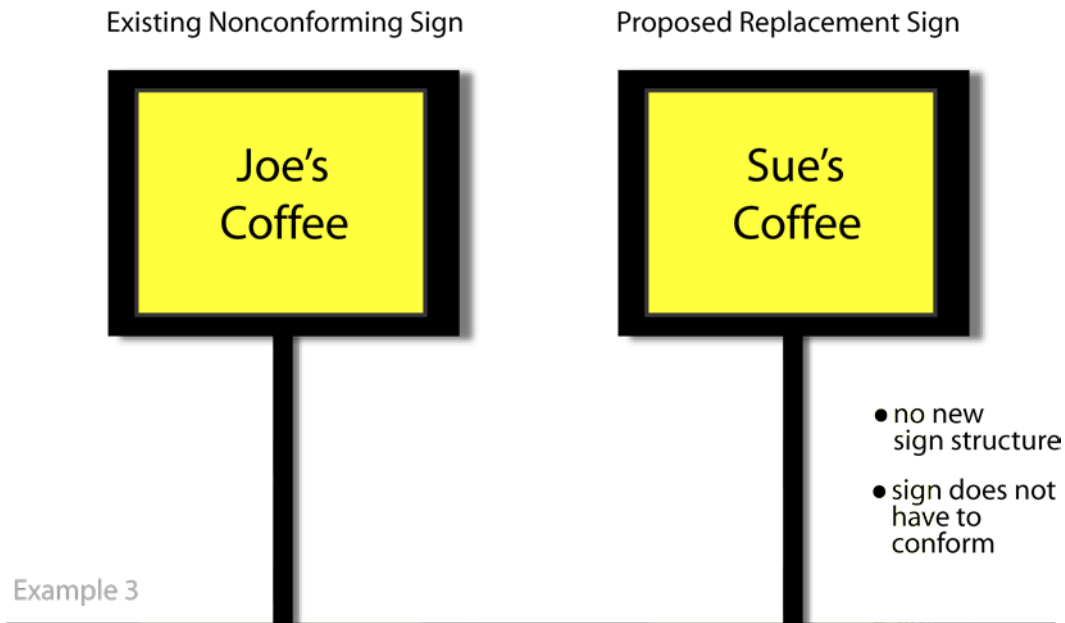 Existing Nonconforming Sign
Proposed Replacement Sign
Joe's
Coffee
Sue's
Coffee
• no new
sign structure
• sign does not
have to
conform
Example 3